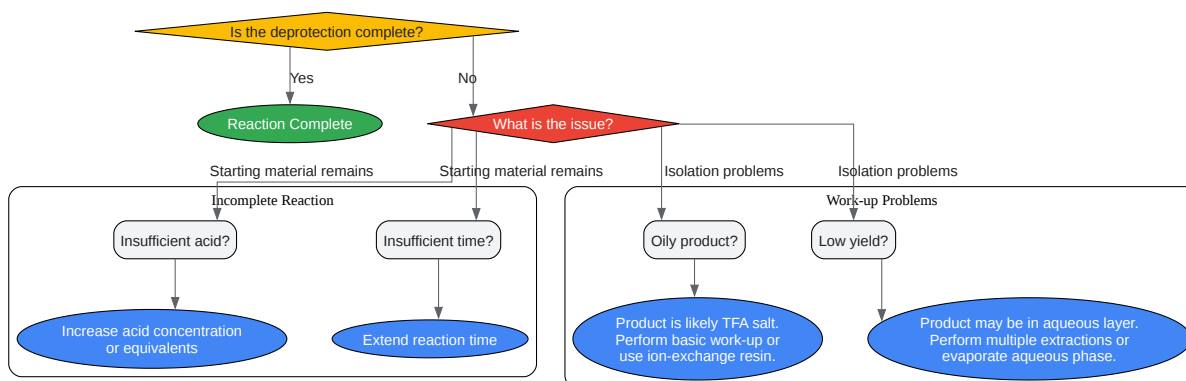 Is the deprotection complete?
Yes
No
Reaction Complete
What is the issue?
Starting material remains
Starting material remains
Isolation problems
Isolation problems
Incomplete Reaction
Work-up Problems
Insufficient acid?
Insufficient time?
Oily product?
Low yield?
Increase acid concentration
or equivalents
Extend reaction time
Product is likely TFA salt.
Perform basic work-up or
use ion-exchange resin.
Product may be in aqueous layer.
Perform multiple extractions or
evaporate aqueous phase.